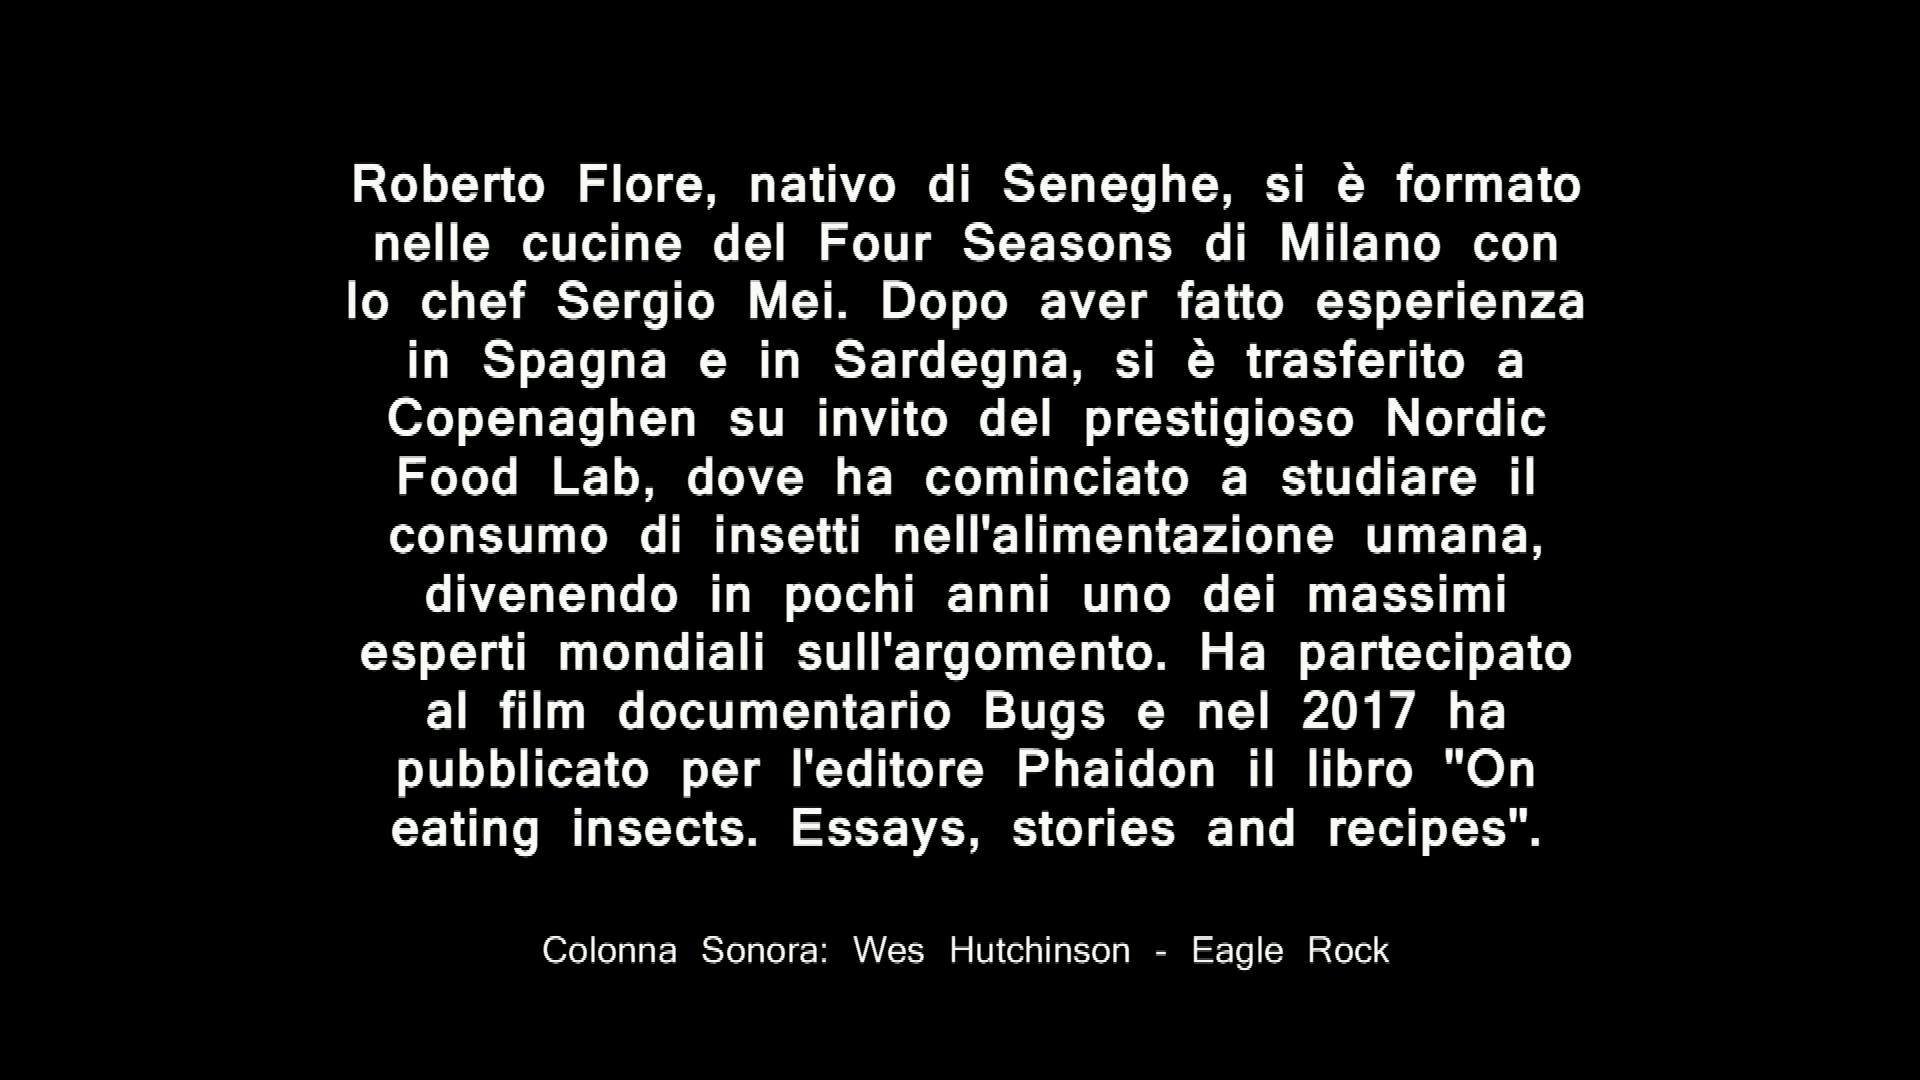 Roberto Flore, nativo di Seneghe, si è formato
nelle cucine del Four Seasons di Milano con
lo chef Sergio Mei. Dopo aver fatto esperienza
in Spagna e in Sardegna, si è trasferito a
Copenaghen su invito del prestigioso Nordic
Food Lab, dove ha cominciato a studiare il
consumo di insetti nell'alimentazione umana,
divenendo in pochi anni uno dei massimi
esperti mondiali sull'argomento. Ha partecipato
al film documentario Bugs e nel 2017 ha
pubblicato per l'editore Phaidon il libro "On
eating insects. Essays, stories and recipes".
Colonna Sonora: Wes Hutchinson - Eagle Rock